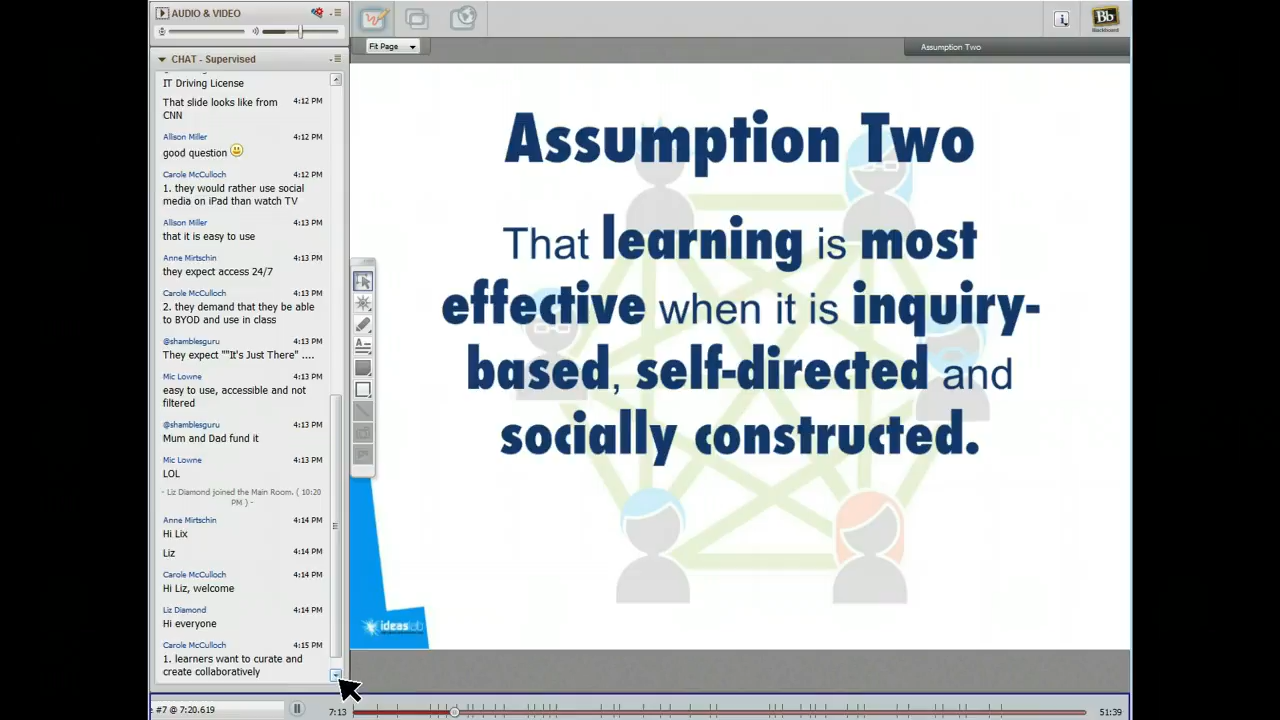 AUDIO & VIDEO
CHAT - Supervised
IT Driving License
That slide looks like from 4:12 PM
CNN
Allson Miller 4:12 PM
good question
Carole McCulloch 4:12 PM
1. they would rather use social
media on iPad than watch TV
Allson Miller 4:13 PM
that it is easy to use
Anne Mirtschin 4:13 PM
they expect access 24/7
Carole McCulloch 4:13 PM
2. they demand that they be able
to BYOD and use in class
@shamblesguru 4:13 PM
They expect ""It's Just There" ....
Mic Lowne 4:13 PM
easy to use, accessible and not
filtered
@shamblesguru 4:13 PM
Mum and Dad fund it
Mic Lowne 4:13 PM
LOL
- Liz Diamond joined the Main Room. ( 10:20
PM ) -
Anne Mirtschin 4:14 PM
Hi Lix
Liz 4:14 PM
Carole McCulloch 4:14 PM
Hi Liz, welcome
Liz Diamond 4:14 PM
Hi everyone
Carole McCulloch 4:15 PM
1. learners want to curate and
create collaboratively
#7 @ 7:20.619
7:13
51:39
Fit Page
Assumption Two
Bb
Blackboard
Assumption Two
That learning is most
effective when it is inquiry-
based, self-directed and
socially constructed.
ideaslab